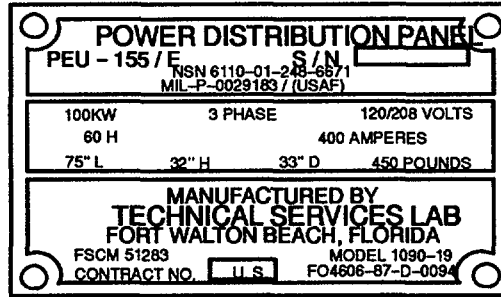 POWER DISTRIBUTION PANEL
PEU - 155 / E S / N
NSN 6110-01-248-6671
MIL-P-0029183 / (USAF)
100KW 3 PHASE 120/208 VOLTS
60 H 400 AMPERES
75" L 32" H 33" D 450 POUNDS
MANUFACTURED BY
TECHNICAL SERVICES LAB
FORT WALTON BEACH, FLORIDA
FSCM 51283 MODEL 1090-19
CONTRACT NO. U S FO4606-87-D-0094